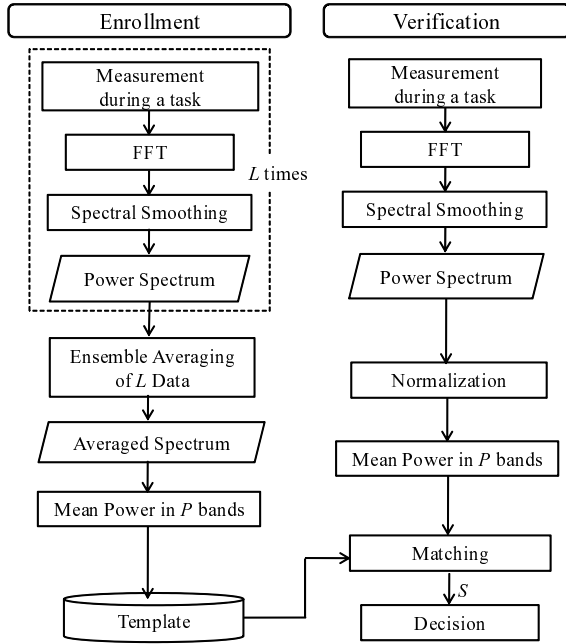 Enrollment
Measurement
during a task
FFT
L times
Spectral Smoothing
Power Spectrum
Ensemble Averaging
of L Data
Averaged Spectrum
Mean Power in P bands
Template
Verification
Measurement
during a task
FFT
Spectral Smoothing
Power Spectrum
Normalization
Mean Power in P bands
Matching
S
Decision